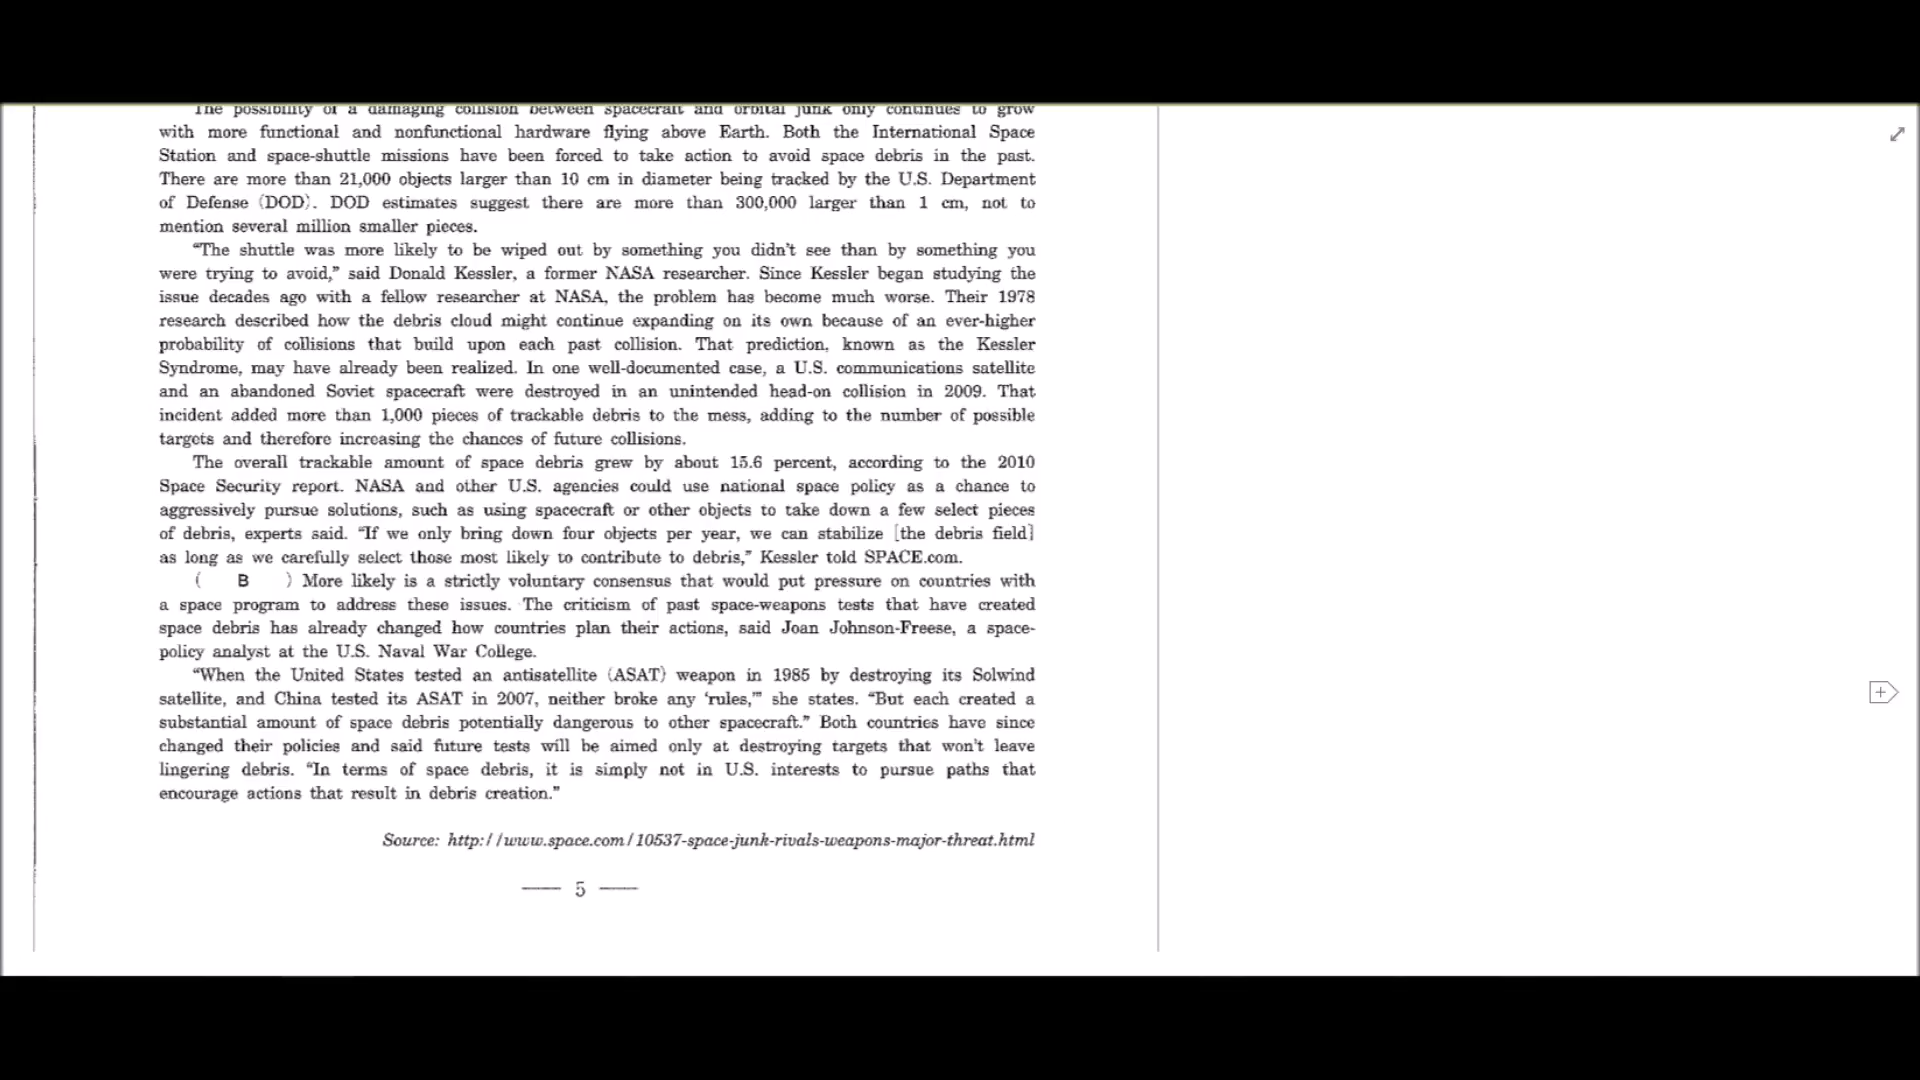 The possibility of a damaging collision between spacecraft and orbital junk only continues to grow
with more functional and nonfunctional hardware flying above Earth. Both the International Space
Station and space-shuttle missions have been forced to take action to avoid space debris in the past.
There are more than 21,000 objects larger than 10 cm in diameter being tracked by the U.S. Department
of Defense (DOD). DOD estimates suggest there are more than 300,000 larger than 1 cm, not to
mention several million smaller pieces.
“The shuttle was more likely to be wiped out by something you didn’t see than by something you
were trying to avoid,” said Donald Kessler, a former NASA researcher. Since Kessler began studying the
issue decades ago with a fellow researcher at NASA, the problem has become much worse. Their 1978
research described how the debris cloud might continue expanding on its own because of an ever-higher
probability of collisions that build upon each past collision. That prediction, known as the Kessler
Syndrome, may have already been realized. In one well-documented case, a U.S. communications satellite
and an abandoned Soviet spacecraft were destroyed in an unintended head-on collision in 2009. That
incident added more than 1,000 pieces of trackable debris to the mess, adding to the number of possible
targets and therefore increasing the chances of future collisions.
The overall trackable amount of space debris grew by about 15.6 percent, according to the 2010
Space Security report. NASA and other U.S. agencies could use national space policy as a chance to
aggressively pursue solutions, such as using spacecraft or other objects to take down a few select pieces
of debris, experts said. “If we only bring down four objects per year, we can stabilize [the debris field]
as long as we carefully select those most likely to contribute to debris,” Kessler told SPACE.com.
( B ) More likely is a strictly voluntary consensus that would put pressure on countries with
a space program to address these issues. The criticism of past space-weapons tests that have created
space debris has already changed how countries plan their actions, said Joan Johnson-Freese, a space-
policy analyst at the U.S. Naval War College.
“When the United States tested an antisatellite (ASAT) weapon in 1985 by destroying its Solwind
satellite, and China tested its ASAT in 2007, neither broke any ‘rules,’” she states. “But each created a
substantial amount of space debris potentially dangerous to other spacecraft.” Both countries have since
changed their policies and said future tests will be aimed only at destroying targets that won’t leave
lingering debris. “In terms of space debris, it is simply not in U.S. interests to pursue paths that
encourage actions that result in debris creation.”
Source: http://www.space.com/10537-space-junk-rivals-weapons-major-threat.html
— 5 —